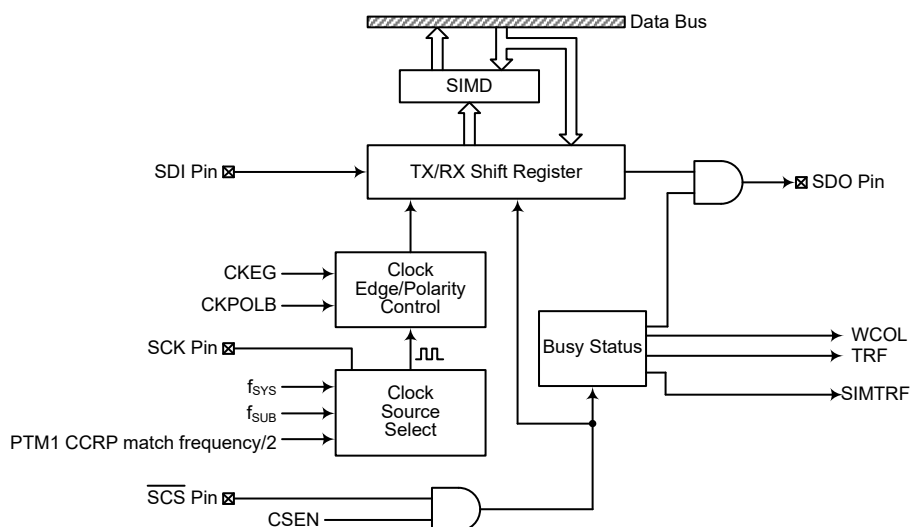 Data Bus
SIMD
SDI Pin
TX/RX Shift Register
SDO Pin
CKEG
CKPOLB
Clock
Edge/Polarity
Control
SCK Pin
Busy Status
WCOL
TRF
SIMTRF
fSYS
fSUB
PTM1 CCRP match frequency/2
Clock
Source
Select
SCS Pin
CSEN